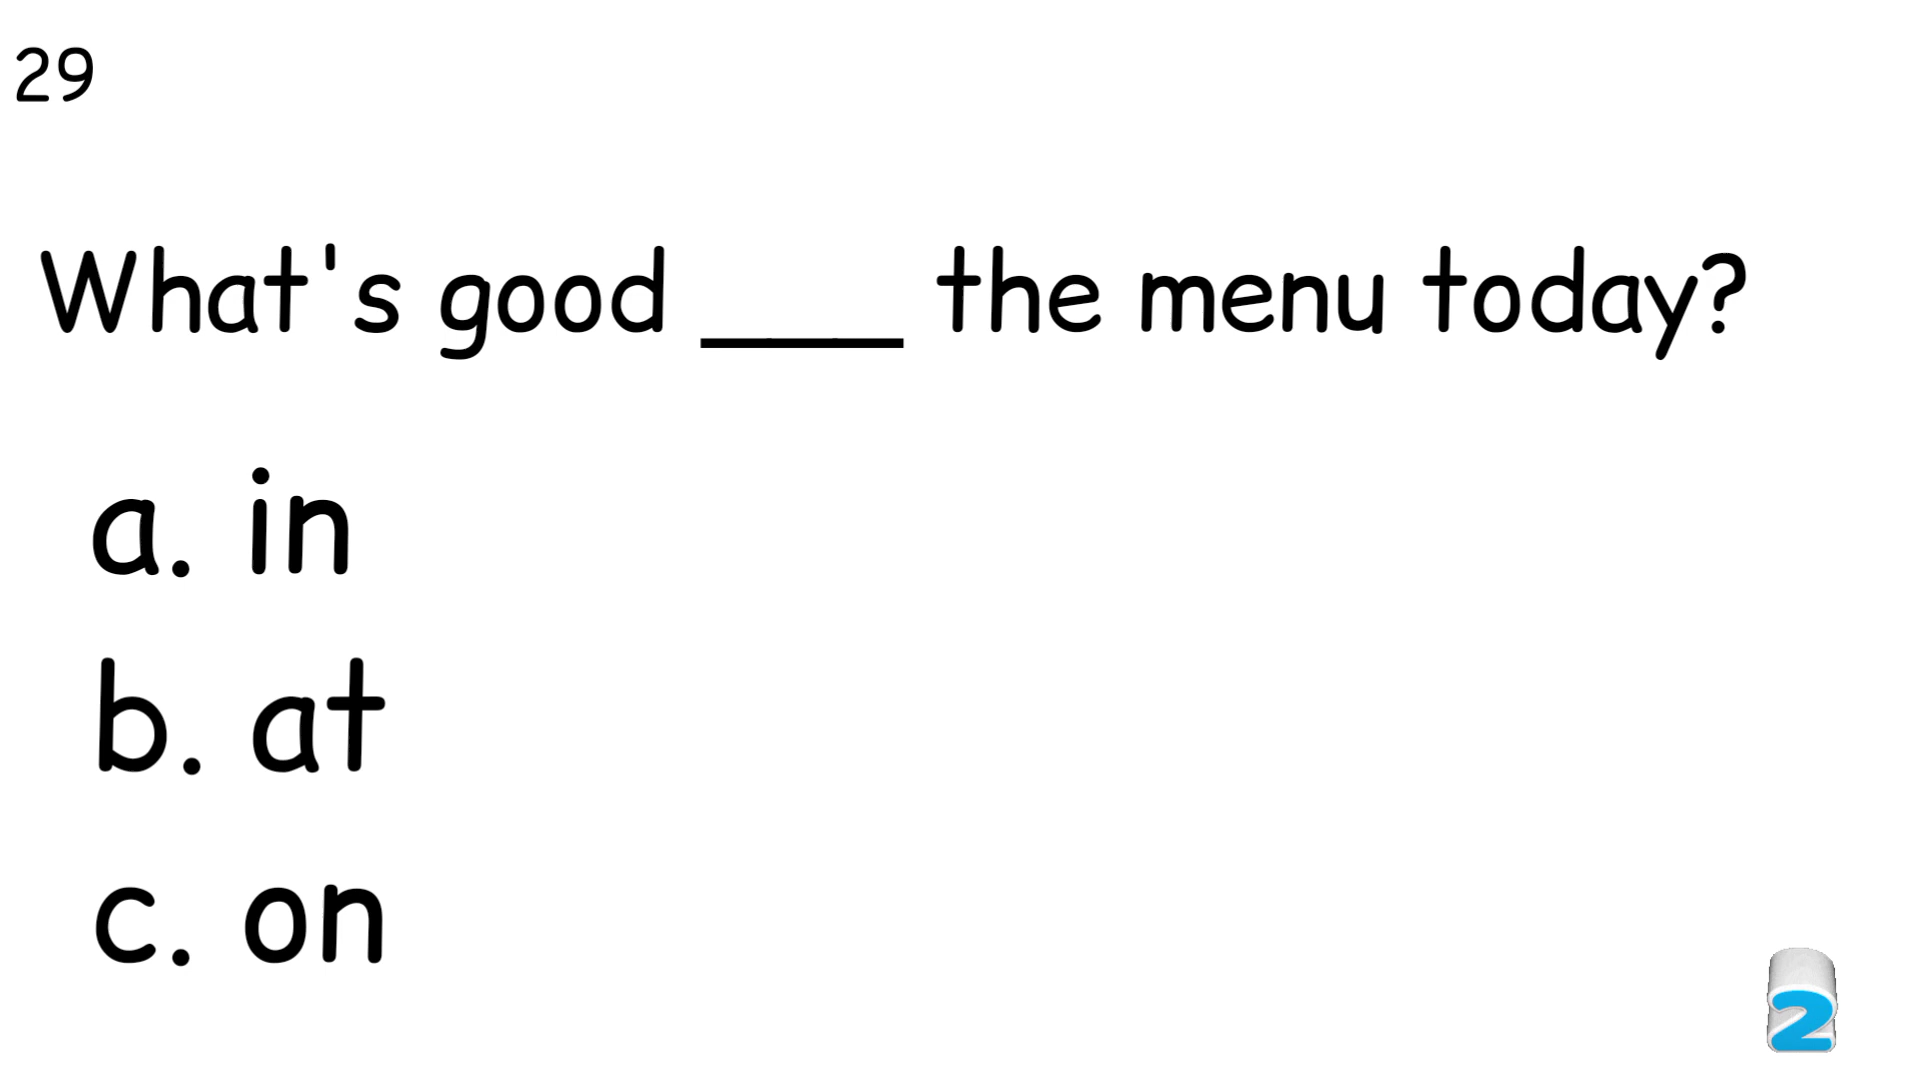 29
What's good ___ the menu today?
a. in
b. at
c. on
2